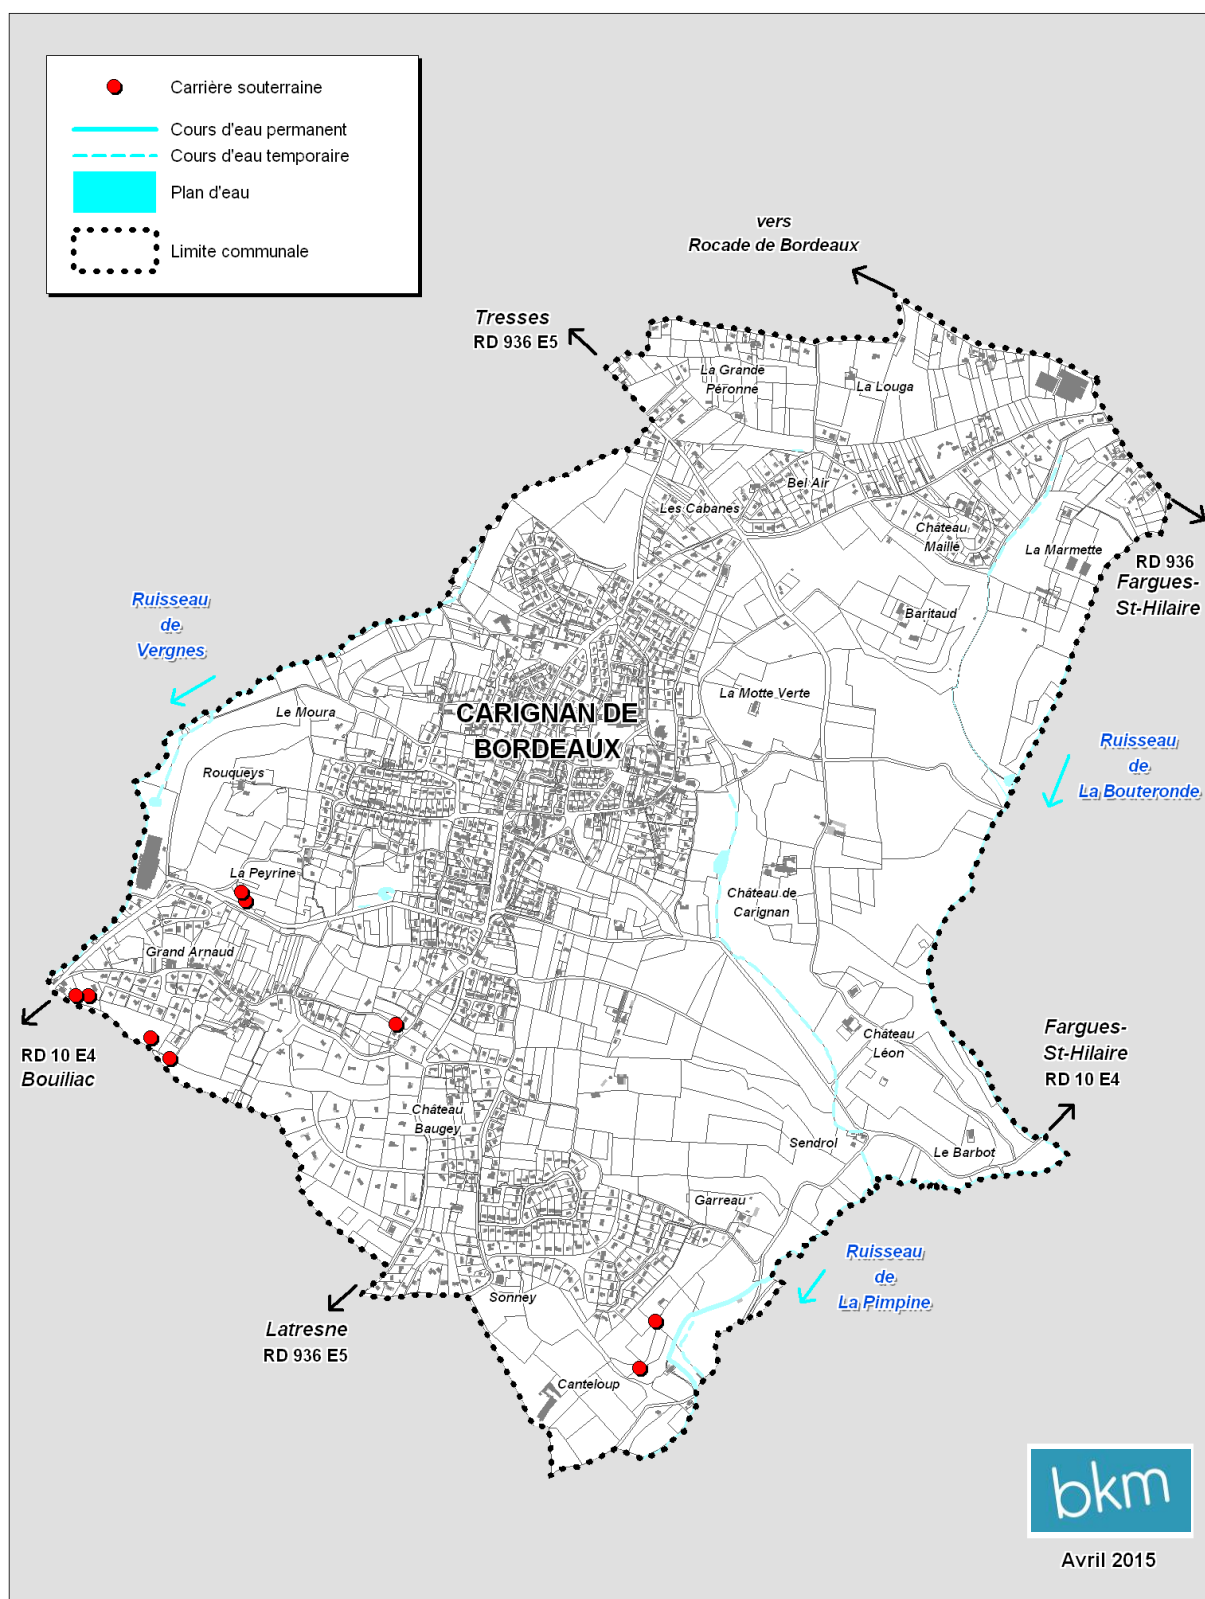 Carrière souterraine
Cours d'eau permanent
Cours d'eau temporaire
Plan d'eau
Limite communale
vers
Rocade de Bordeaux
Tresses
RD 936 E5
La Grande
Péronne
La Louga
Bel Air
Les Cabanes
Château
Maillé
La Marmette
RD 936
Fargues-
St-Hilaire
Ruisseau
de
Vergnes
Baritaud
La Motte Verte
Le Moura
CARIGNAN DE
BORDEAUX
Ruisseau
de
La Bouteronde
Rouqueys
La Peyrine
Château de
Carignan
Grand Arnaud
RD 10 E4
Bouiliac
Château
Léon
Fargues-
St-Hilaire
RD 10 E4
Château
Baugey
Sendrol
Le Barbot
Garreau
Ruisseau
de
La Pimpine
Sonney
Latresne
RD 936 E5
Canteloup
bkm
Avril 2015